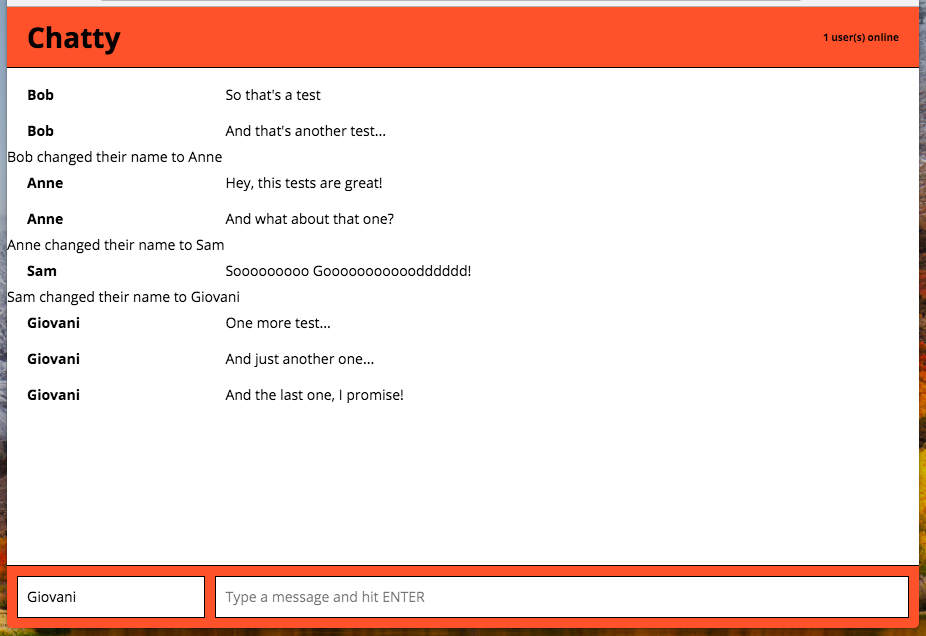 Chatty
1 user(s) online
Bob So that's a test
Bob And that's another test...
Bob changed their name to Anne
Anne Hey, this tests are great!
Anne And what about that one?
Anne changed their name to Sam
Sam Sooooooooo Gooooooooooodddddd!
Sam changed their name to Giovani
Giovani One more test...
Giovani And just another one...
Giovani And the last one, I promise!
Giovani Type a message and hit ENTER